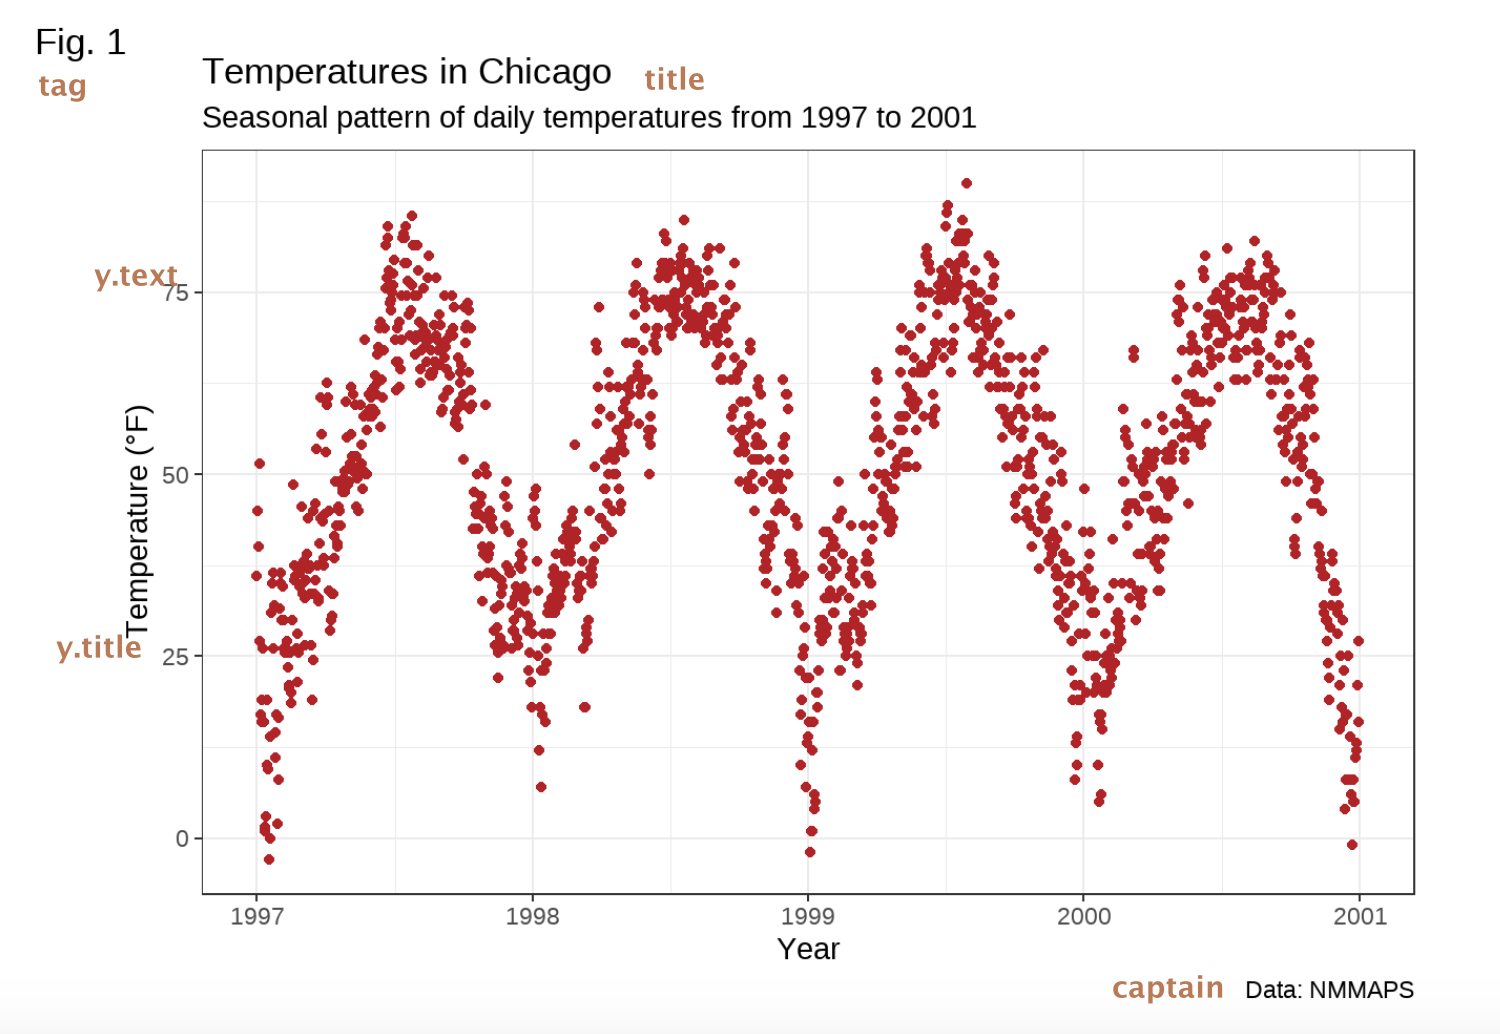 Fig. 1
tag
Temperatures in Chicago title
Seasonal pattern of daily temperatures from 1997 to 2001
y.text
75
50
Temperature (°F)
y.title
25
0
1997 1998 1999 2000 2001
Year
captain Data: NMMAPS